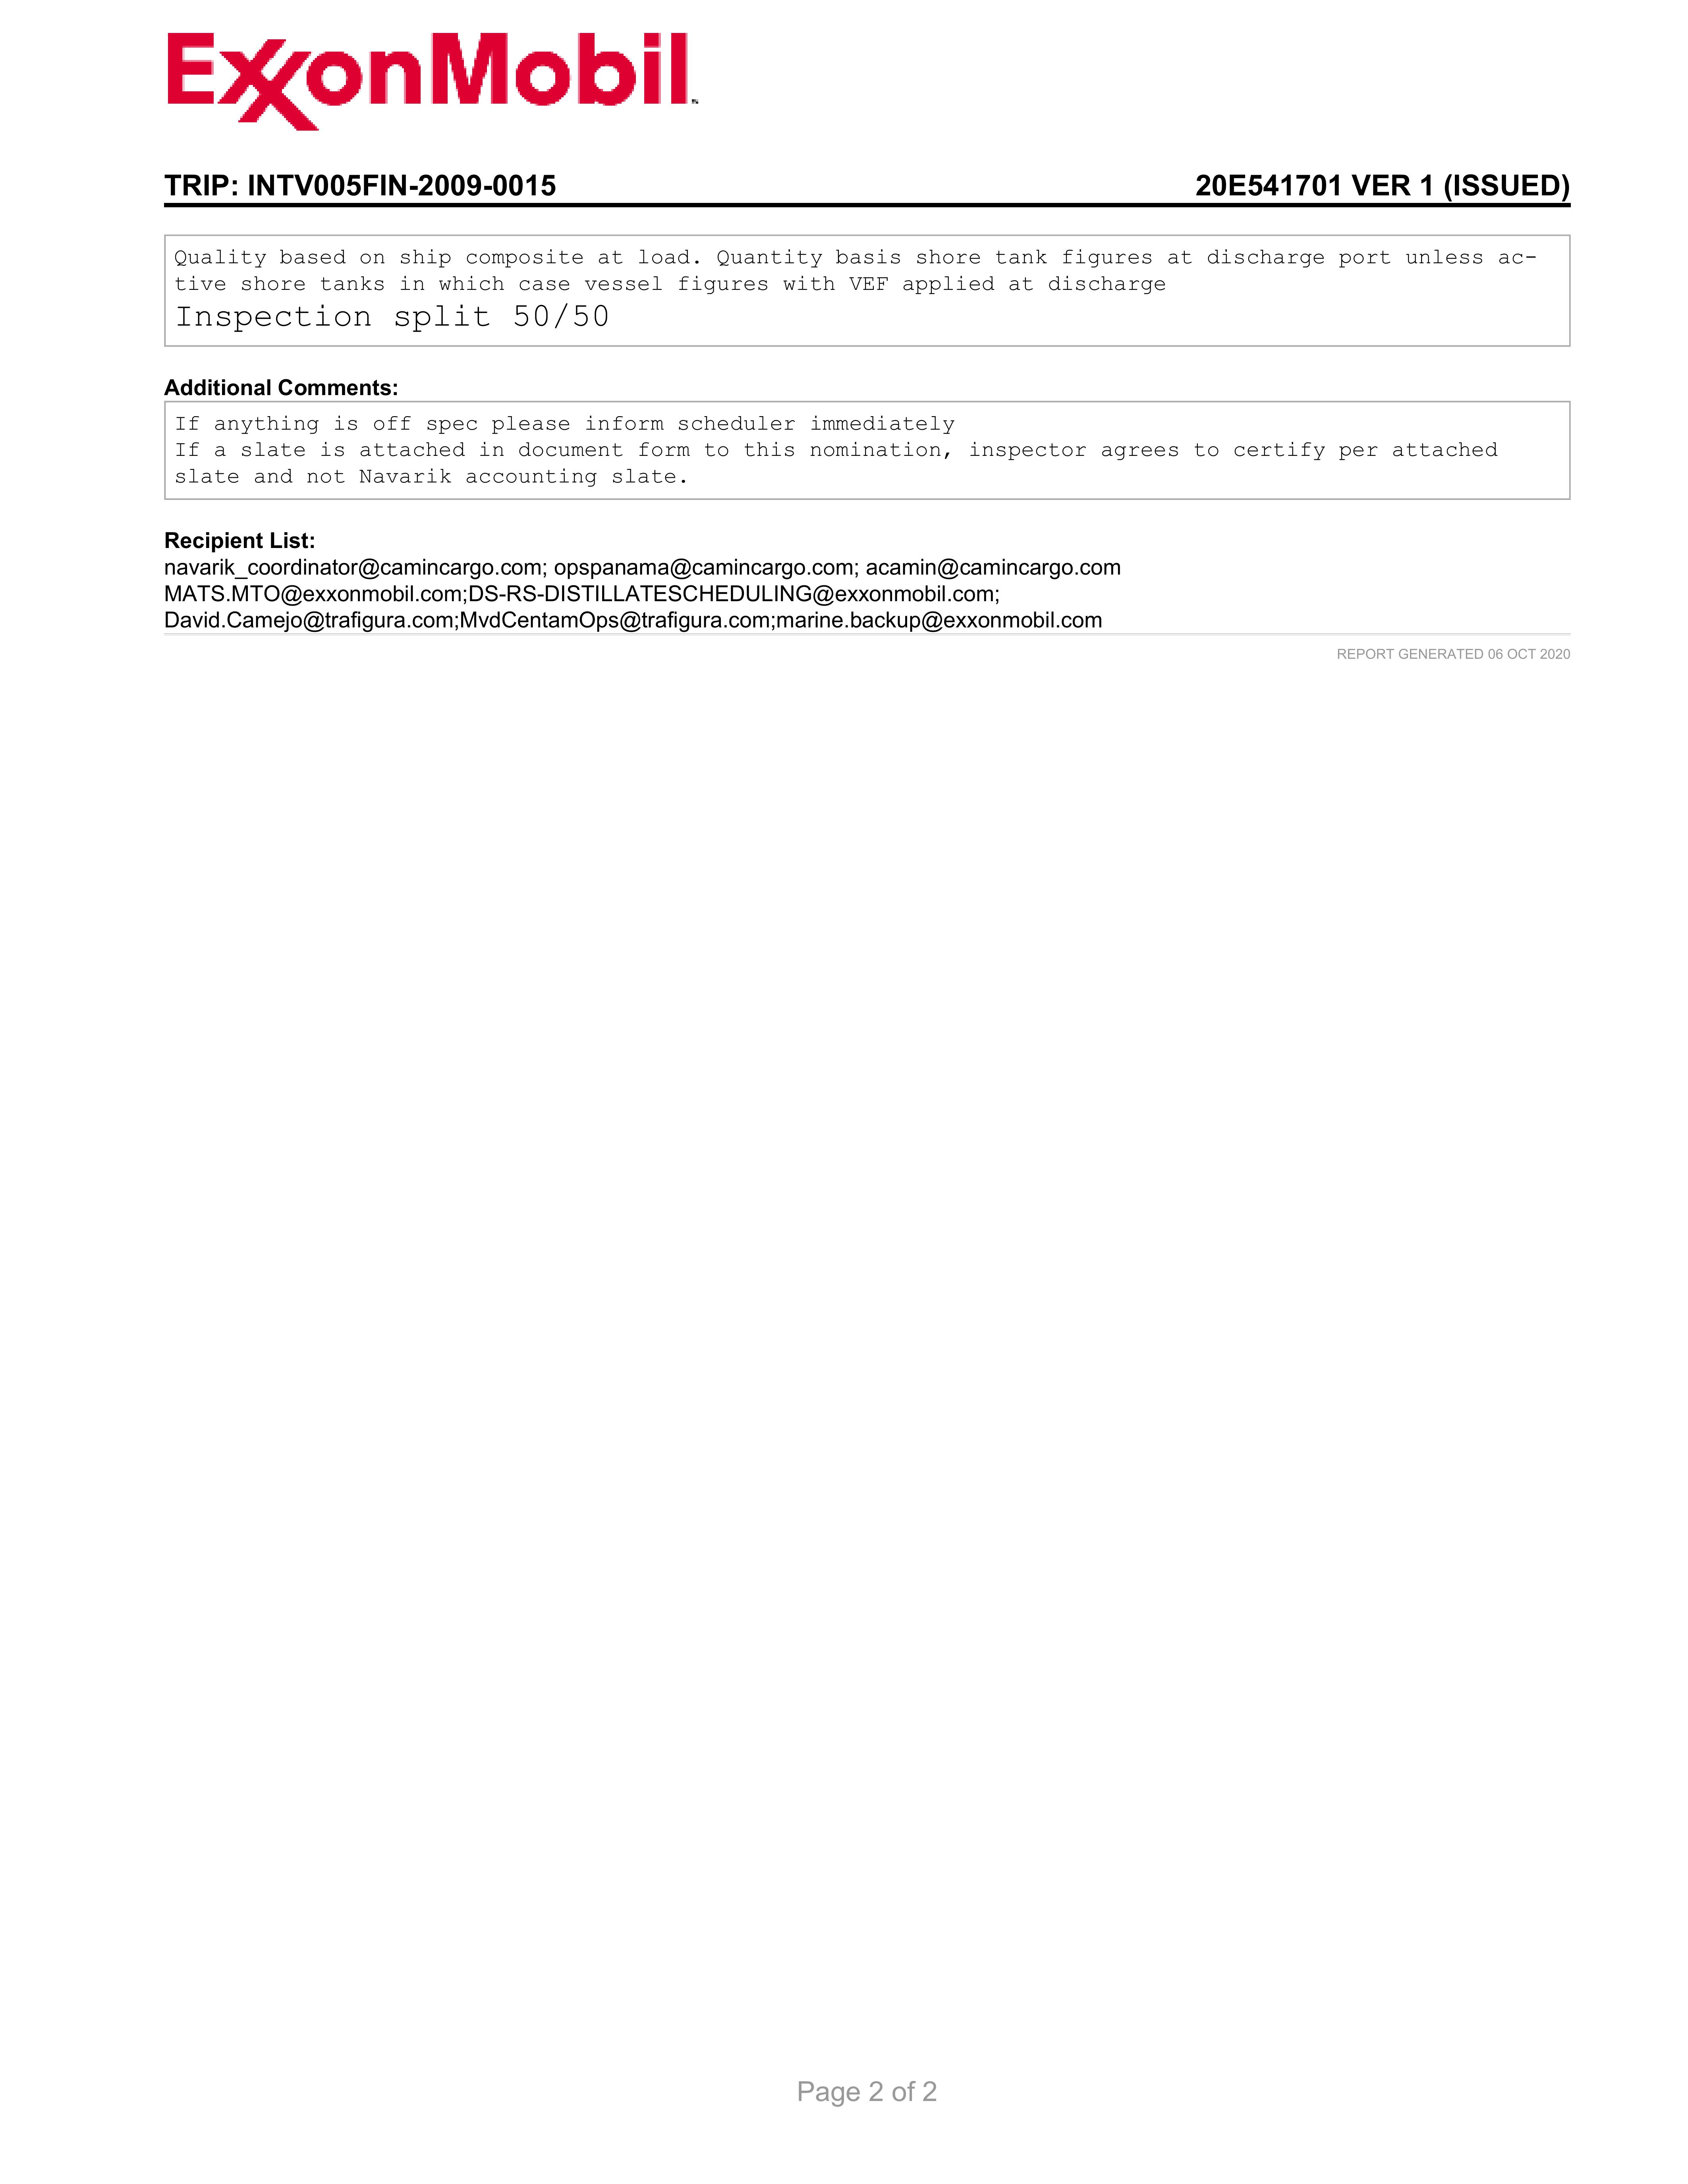 ExxonMobil
TRIP: INTV005FIN-2009-0015 20E541701 VER 1 (ISSUED)
Quality based on ship composite at load. Quantity basis shore tank figures at discharge port unless ac-
tive shore tanks in which case vessel figures with VEF applied at discharge
Inspection split 50/50
Additional Comments:
If anything is off spec please inform scheduler immediately
If a slate is attached in document form to this nomination, inspector agrees to certify per attached
slate and not Navarik accounting slate.
Recipient List:
navarik_coordinator@camincargo.com; opspanama@camincargo.com; acamin@camincargo.com
MATS.MTO@exxonmobil.com;DS-RS-DISTILLATESCHEDULING@exxonmobil.com;
David.Camejo@trafigura.com;MvdCentamOps@trafigura.com;marine.backup@exxonmobil.com
REPORT GENERATED 06 OCT 2020
Page 2 of 2